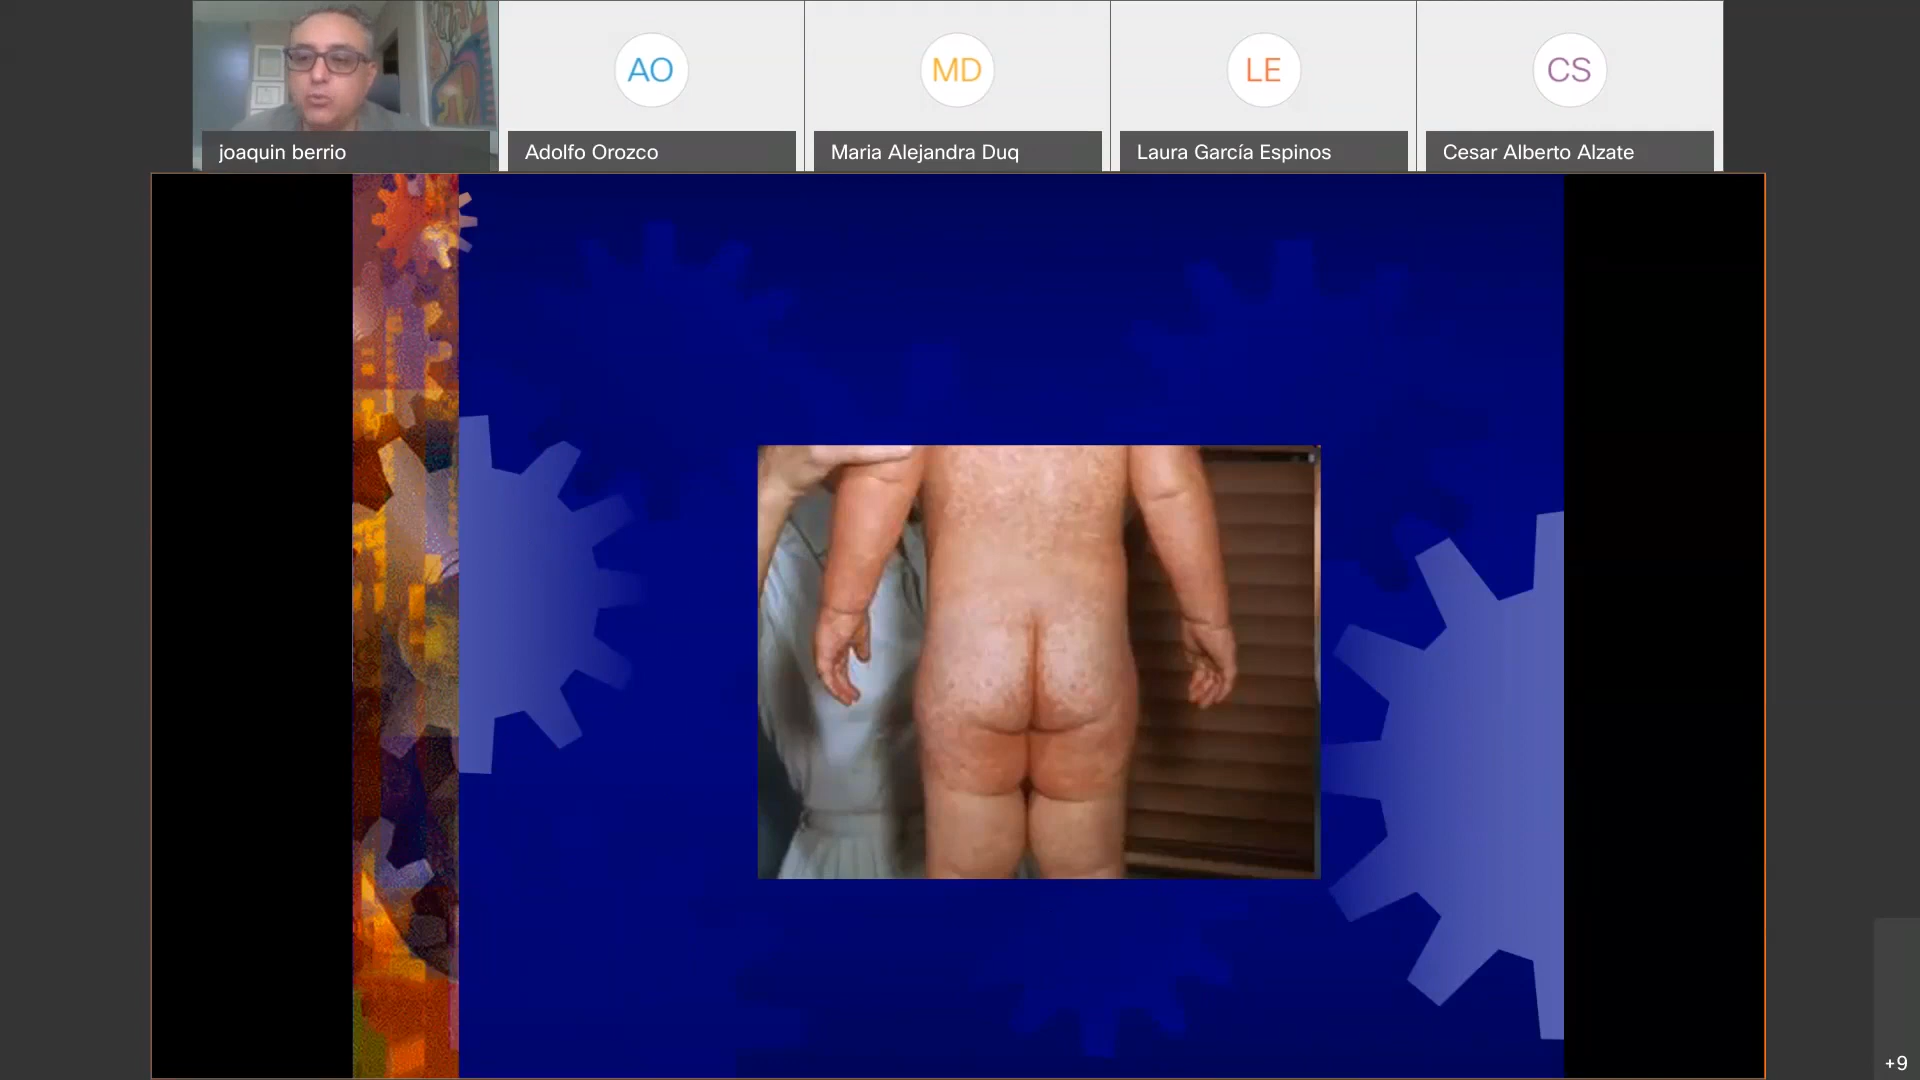 AO
MD
LE
CS
joaquin berrio
Adolfo Orozco
Maria Alejandra Duq
Laura García Espinos
Cesar Alberto Alzate
+9